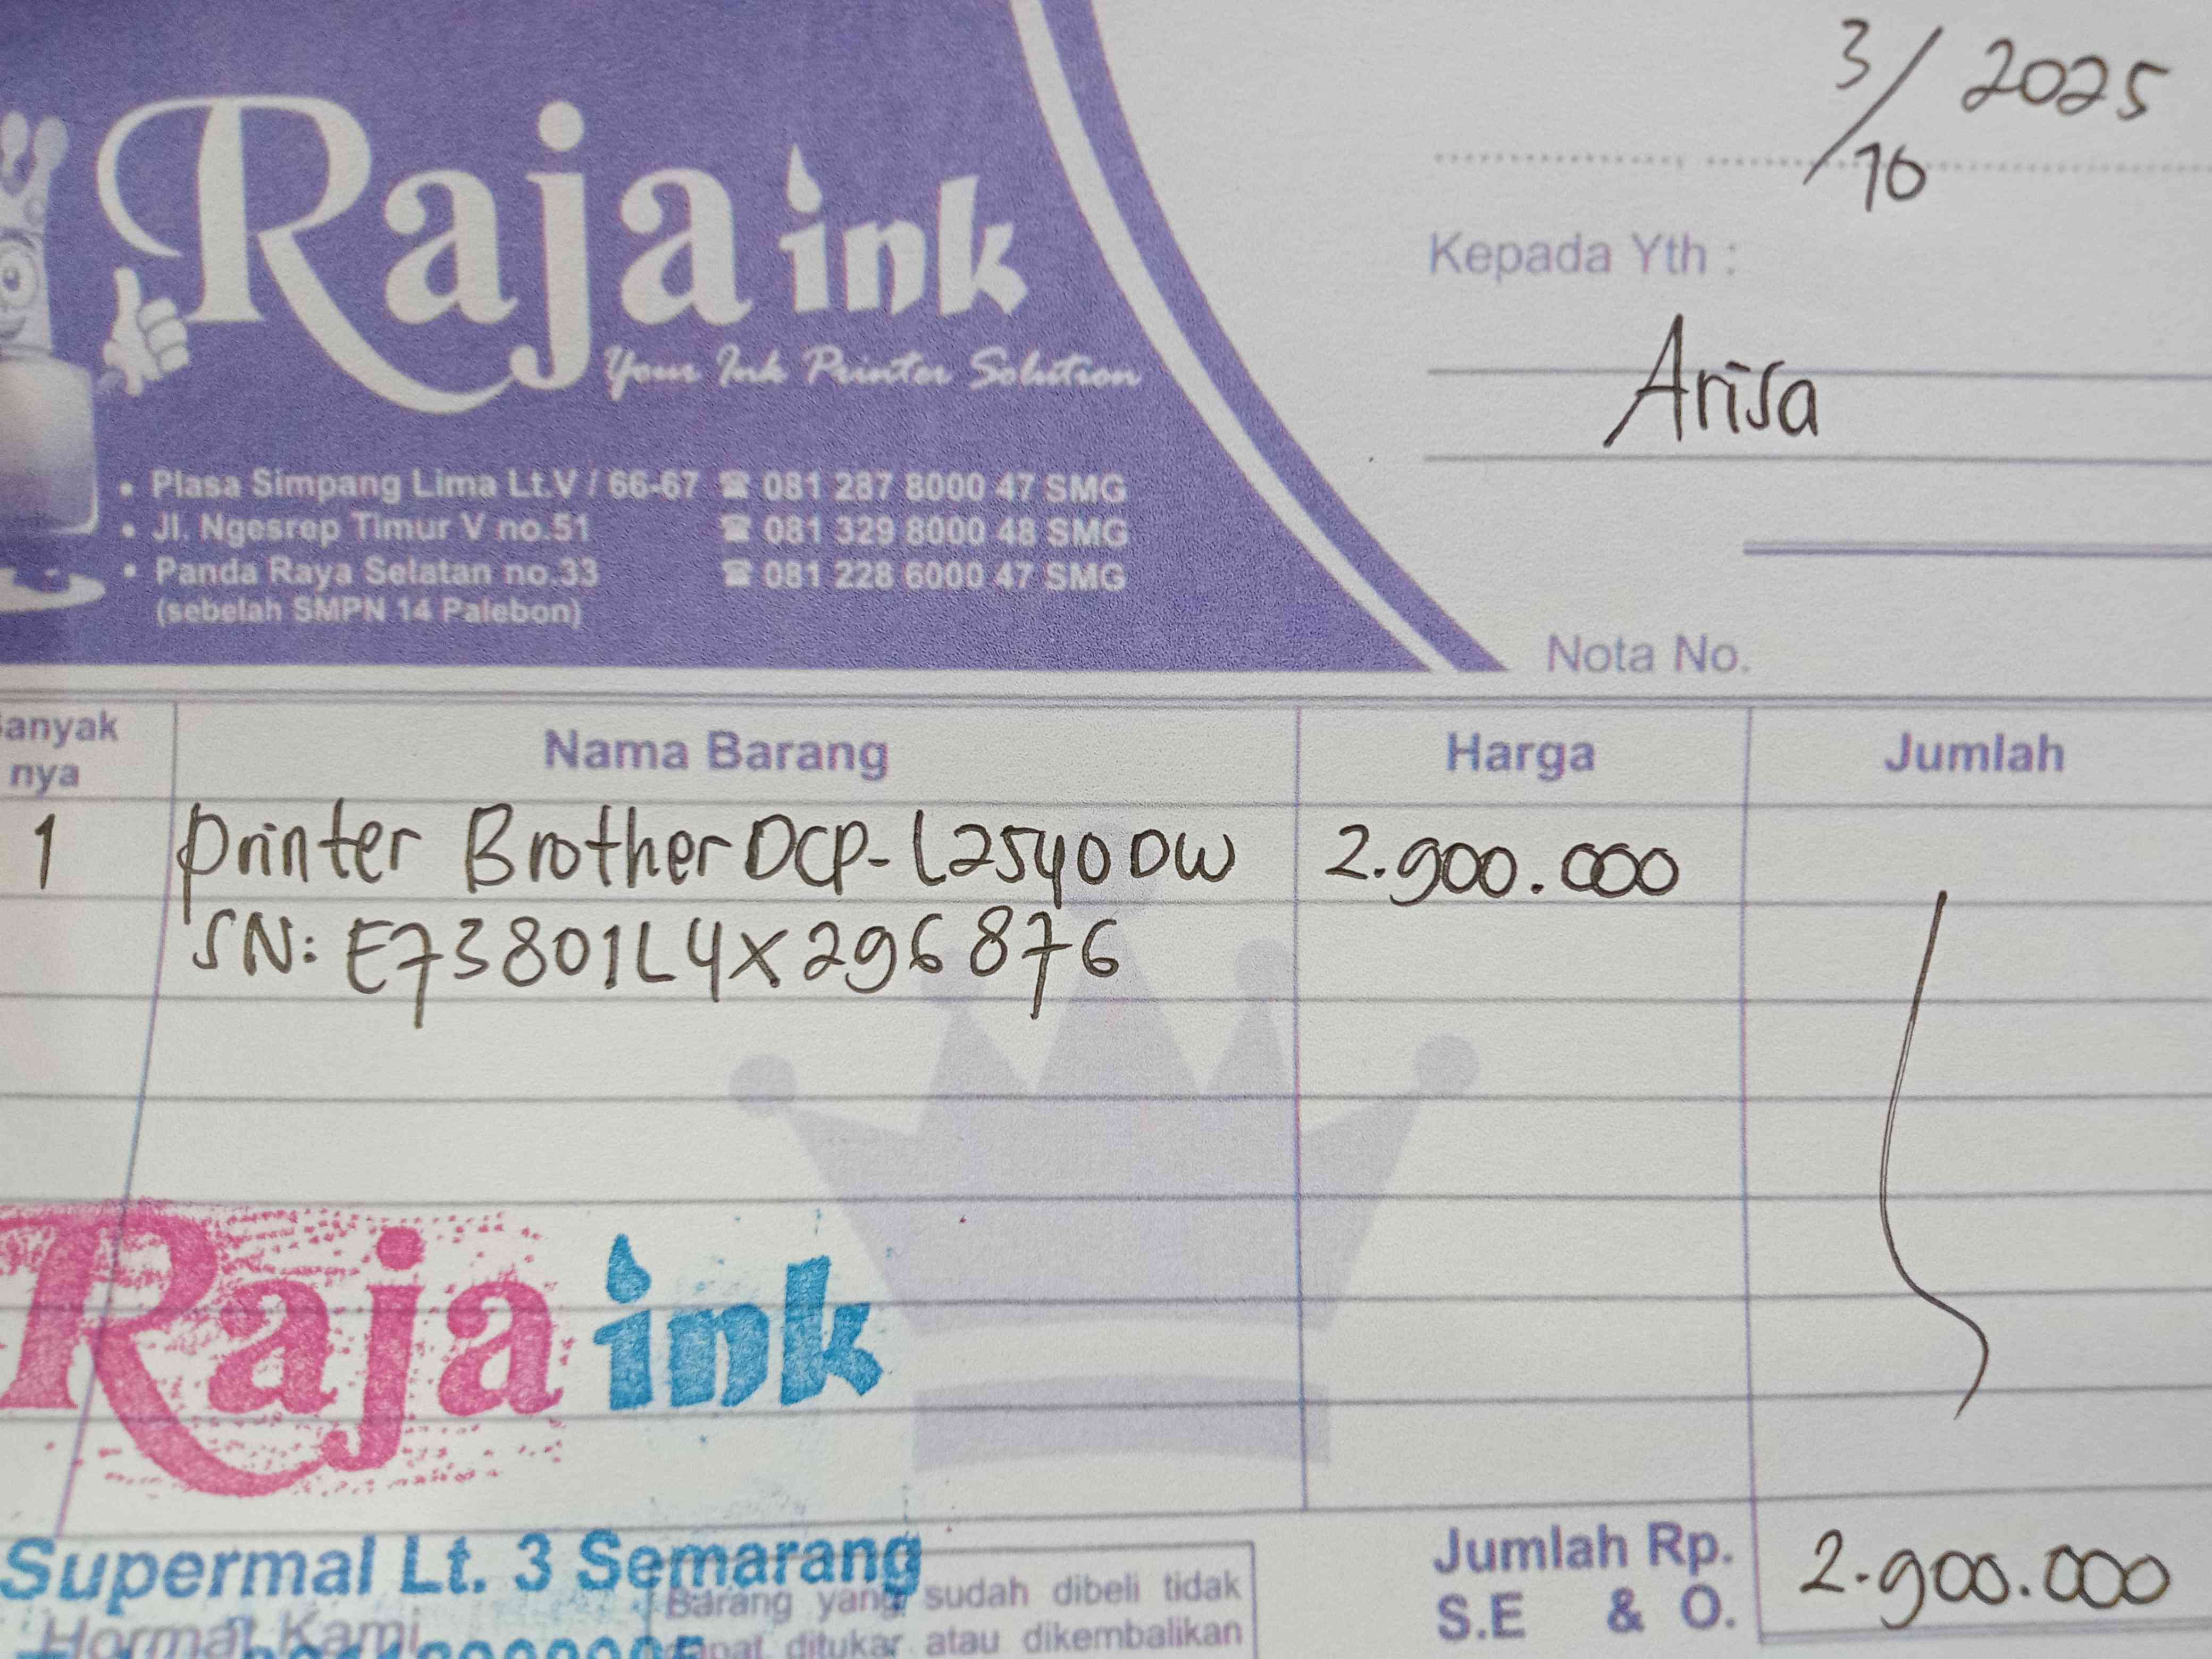 Raja ink
Your Ink Printer Solution
• Plasa Simpang Lima Lt.V / 66-67 ☎ 081 287 8000 47 SMG
• Jl. Ngesrep Timur V no.51 ☎ 081 329 8000 48 SMG
• Panda Raya Selatan no.33 ☎ 081 228 6000 47 SMG
(sebelah SMPN 14 Palebon)
3/10 2025
Kepada Yth :
Arisa
Nota No.
anyak nya Nama Barang Harga Jumlah
1 Printer Brother DCP-L2540DW 2.900.000
SN: E73801L4X296876
Raja ink
Supermal Lt. 3 Semarang
Hormat Kami
Barang yang sudah dibeli tidak
ditukar atau dikembalikan
Jumlah Rp. 2.900.000
S.E & O.